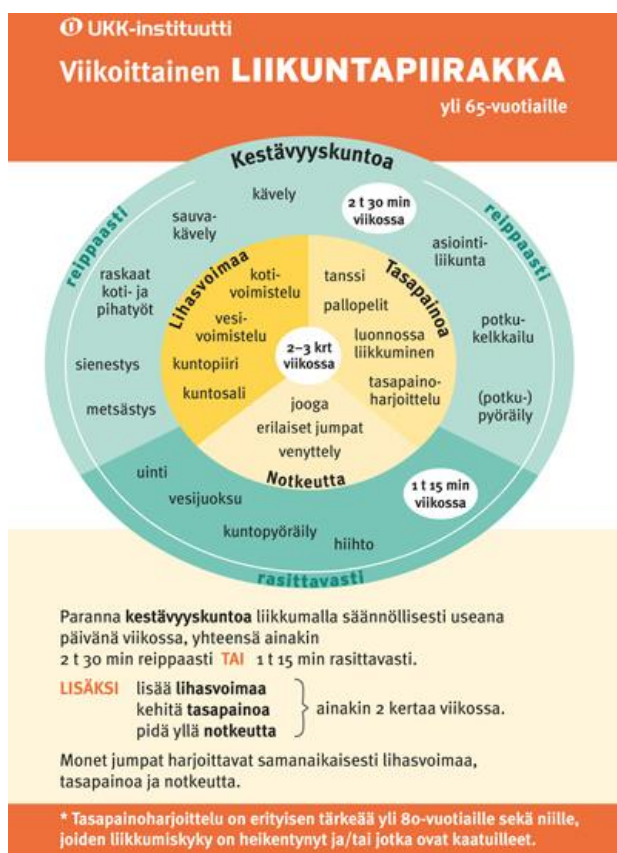 UKK-instituutti
Viikoittainen LIIKUNTAPIIRAKKA
yli 65-vuotiaille
Kestävyyskuntoa
reippaasti
reippaasti
2 t 30 min
viikossa
kävely
sauva-
kävely
raskaat
koti- ja
pihatyöt
sienestys
metsästys
asiointi-
liikunta
potku-
kelkkailu
(potku-)
pyöräily
Lihasvoimaa
koti-
voimistelu
vesi-
voimistelu
kuntopiiri
kuntosali
Tasapainoa
tanssi
pallopelit
luonnossa
liikkuminen
tasapaino-
harjoittelu
2–3 krt
viikossa
jooga
erilaiset jumpat
venyttely
Notkeutta
uinti
vesijuoksu
kuntopyöräily
hiihto
1 t 15 min
viikossa
rasittavasti
Paranna kestävyyskuntoa liikkumalla säännöllisesti useana
päivänä viikossa, yhteensä ainakin
2 t 30 min reippaasti TAI 1 t 15 min rasittavasti.
LISÄKSI lisää lihasvoimaa
kehitä tasapainoa
pidä yllä notkeutta
ainakin 2 kertaa viikossa.
Monet jumpat harjoittavat samanaikaisesti lihasvoimaa,
tasapainoa ja notkeutta.
* Tasapainoharjoittelu on erityisen tärkeää yli 80-vuotiaille sekä niille,
joiden liikkumiskyky on heikentynyt ja/tai jotka ovat kaatuilleet.